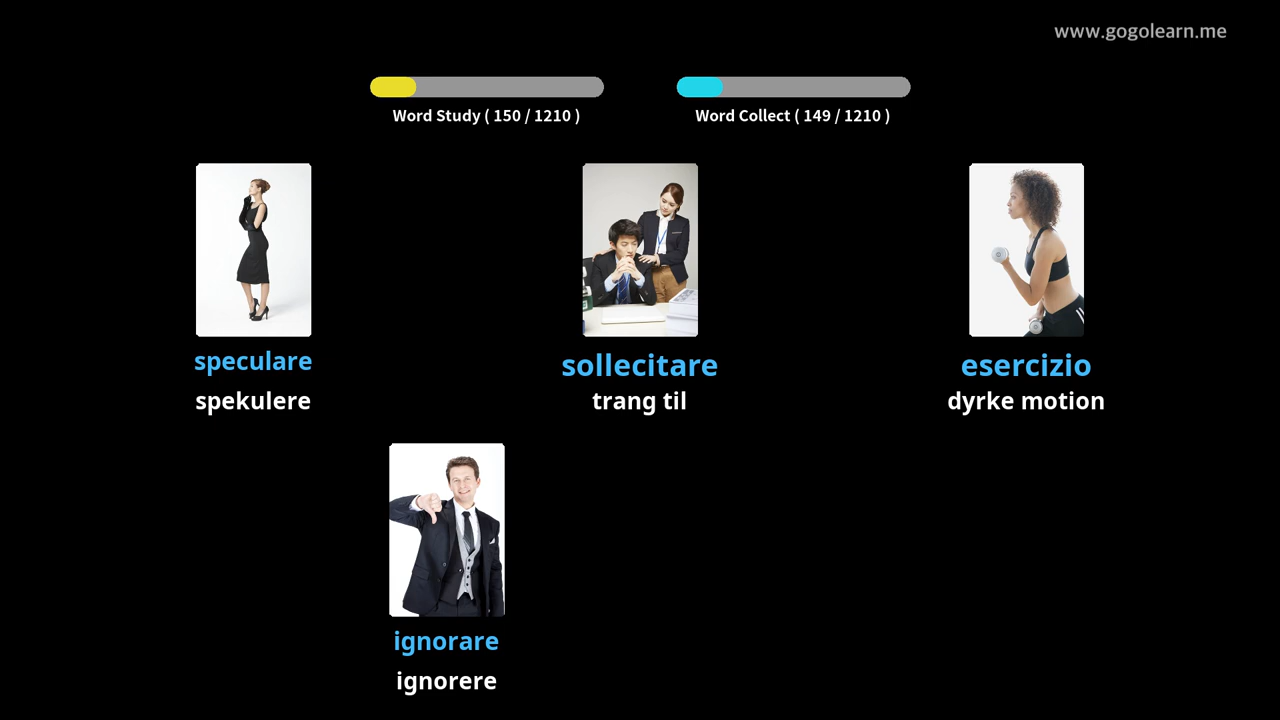 www.gogolearn.me
Word Study ( 150 / 1210 )
Word Collect ( 149 / 1210 )
speculare
sollecitare
esercizio
spekulere
trang til
dyrke motion
ignorare
ignorere